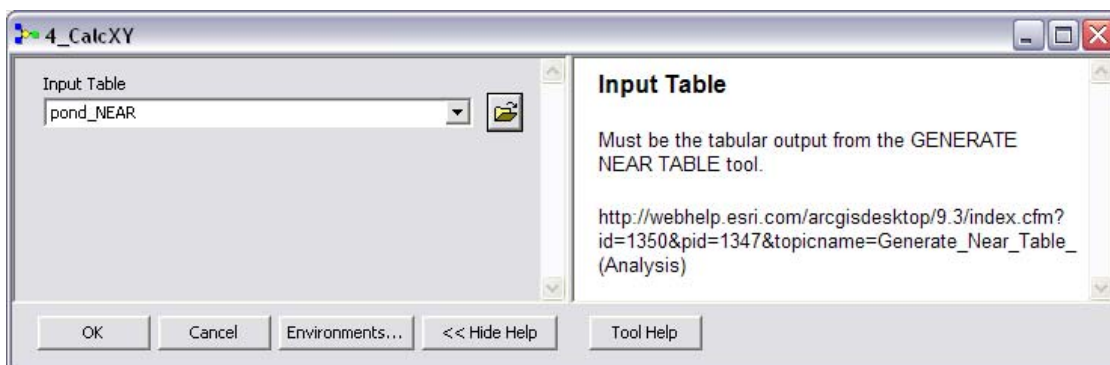 4_CalcXY
Input Table
pond_NEAR
Input Table
Must be the tabular output from the GENERATE
NEAR TABLE tool.
http://webhelp.esri.com/arcgisdesktop/9.3/index.cfm?
id=1350&pid=1347&topicname=Generate_Near_Table_
(Analysis)
OK
Cancel
Environments...
<< Hide Help
Tool Help